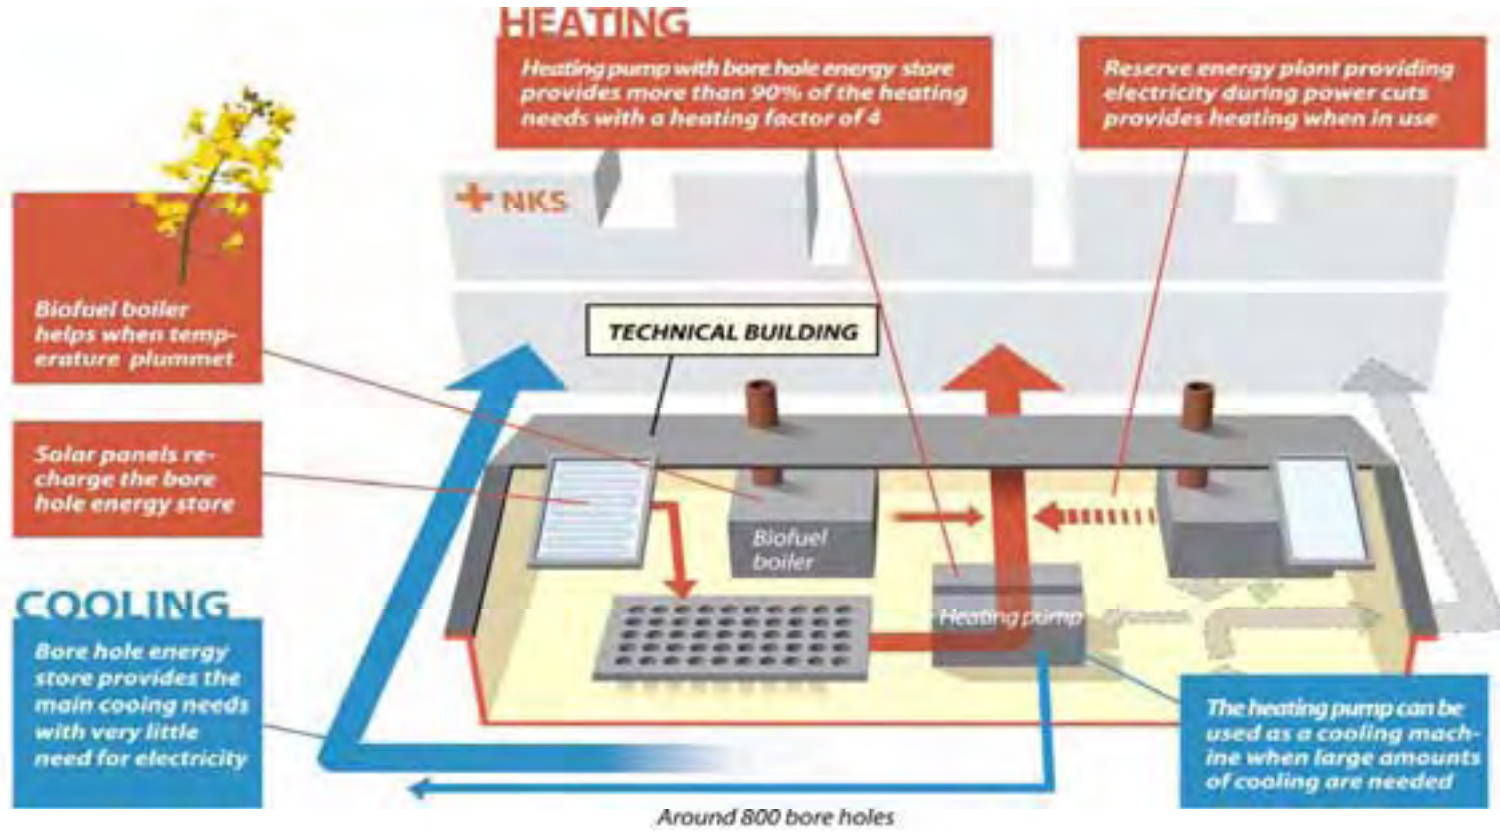 HEATING
Heating pump with bore hole energy store
provides more than 90% of the heating
needs with a heating factor of 4
Reserve energy plant providing
electricity during power cuts
provides heating when in use
NKS
Biofuel boiler
helps when temp-
erature plummet
TECHNICAL BUILDING
Solar panels re-
charge the bore
hole energy store
Biofuel
boiler
Heating pump
COOLING
Bore hole energy
store provides the
main cooing needs
with very little
need for electricity
The heating pump can be
used as a cooling mach-
ine when large amounts
of cooling are needed
Around 800 bore holes